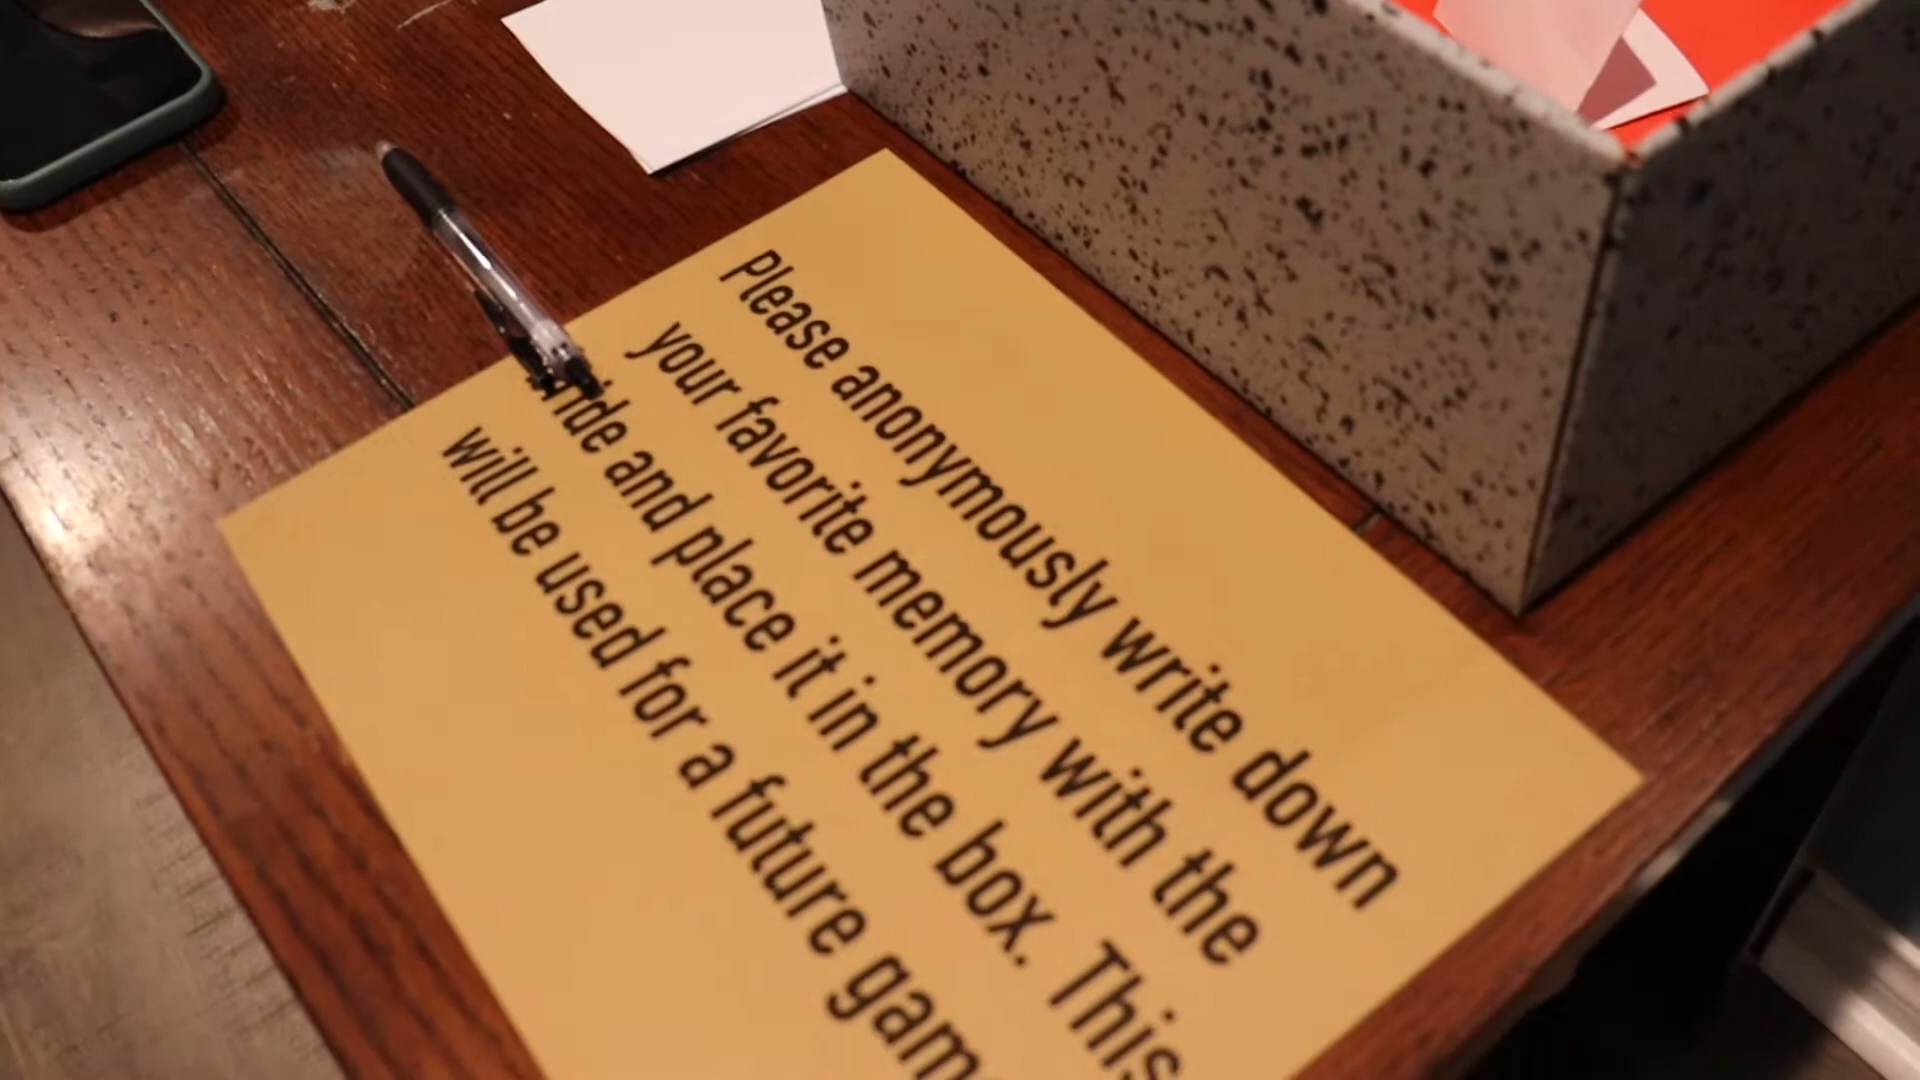 Please anonymously write down
your favorite memory with the
and place it in the box. This
will be used for a future